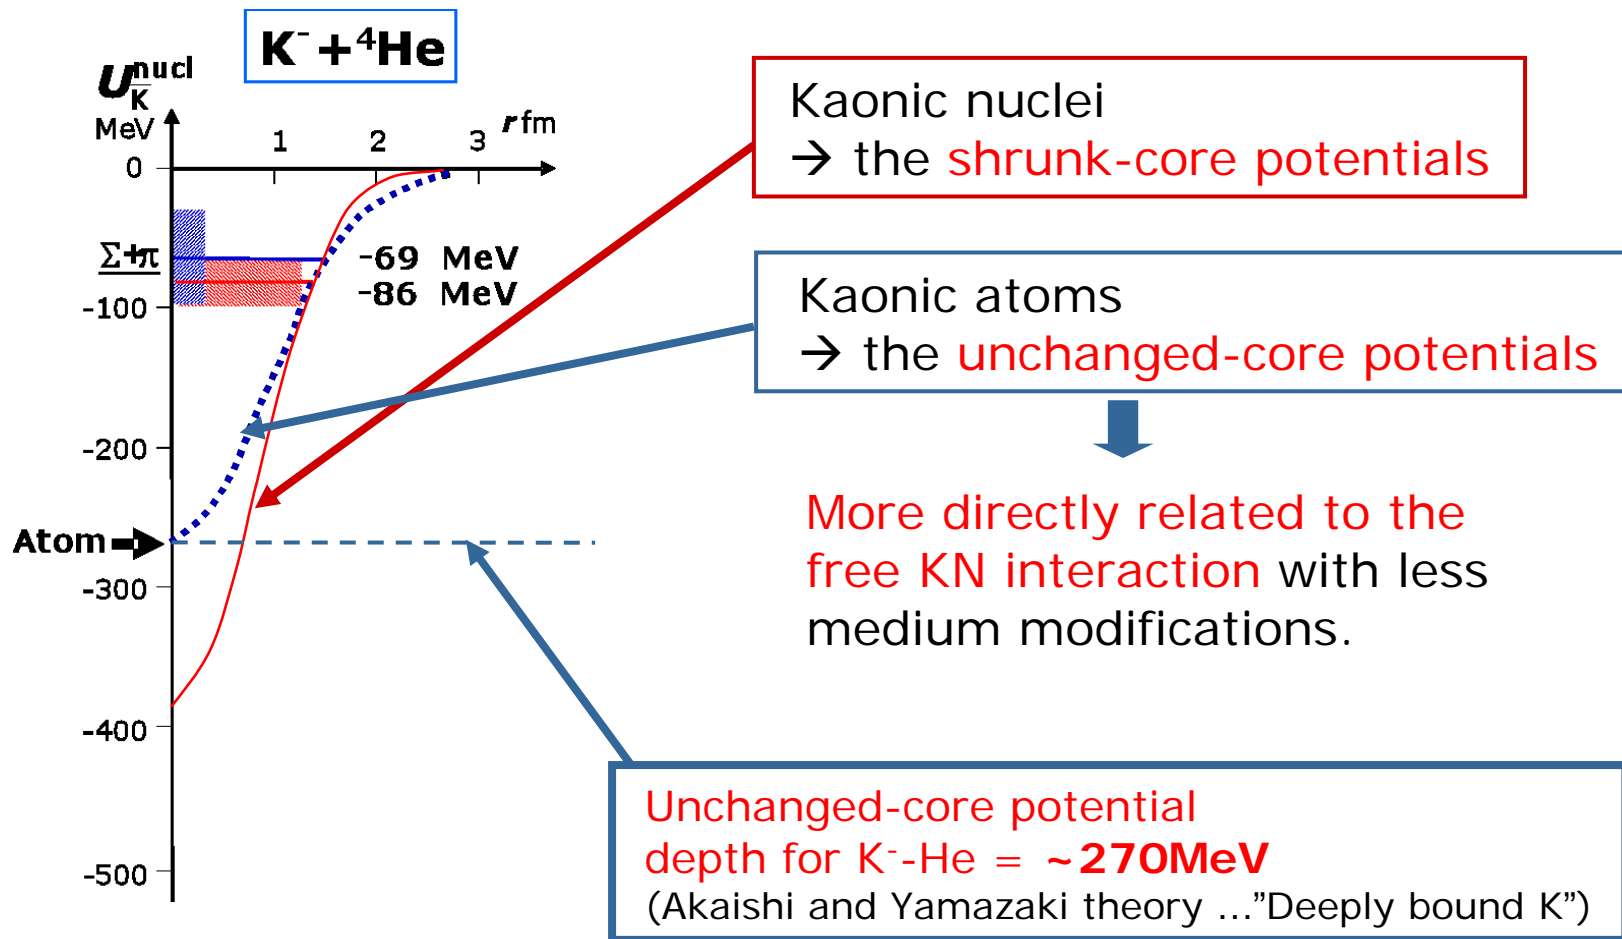 K⁻+⁴He
U nucl K̄
MeV
r fm
1 2 3
0
Σ+π
-69 MeV
-86 MeV
-100
-200
Atom
-300
-400
-500
Kaonic nuclei
→ the shrunk-core potentials
Kaonic atoms
→ the unchanged-core potentials
More directly related to the
free KN interaction with less
medium modifications.
Unchanged-core potential
depth for K⁻-He = ~270MeV
(Akaishi and Yamazaki theory ...”Deeply bound K”)